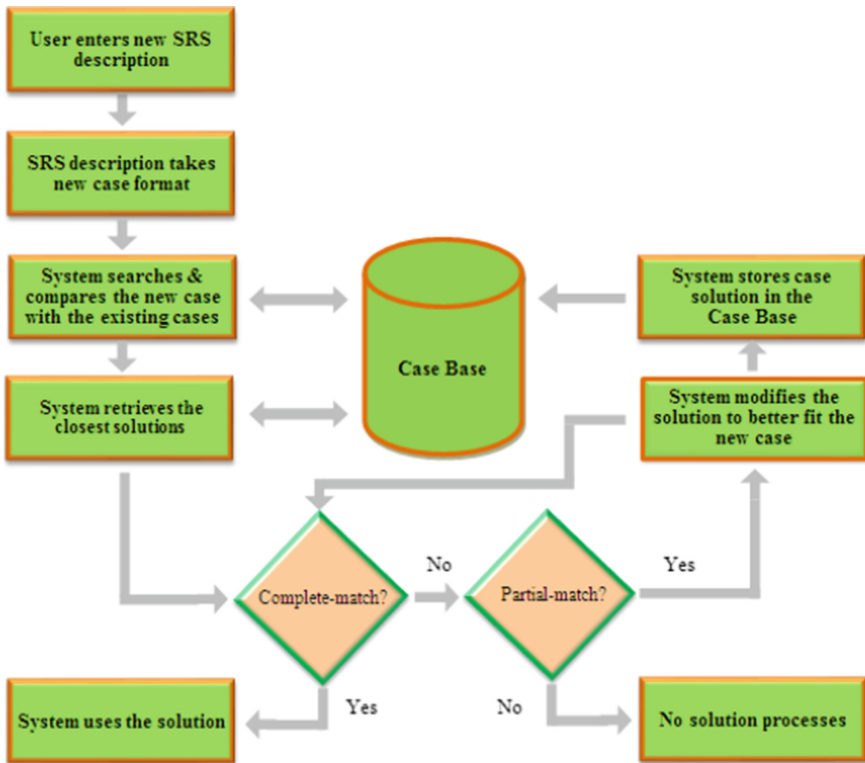 User enters new SRS
description
SRS description takes
new case format
System searches &
compares the new case
with the existing cases
System retrieves the
closest solutions
Case Base
System stores case
solution in the
Case Base
System modifies the
solution to better fit the
new case
Complete-match?
No
Partial-match?
Yes
Yes
No
System uses the solution
No solution processes